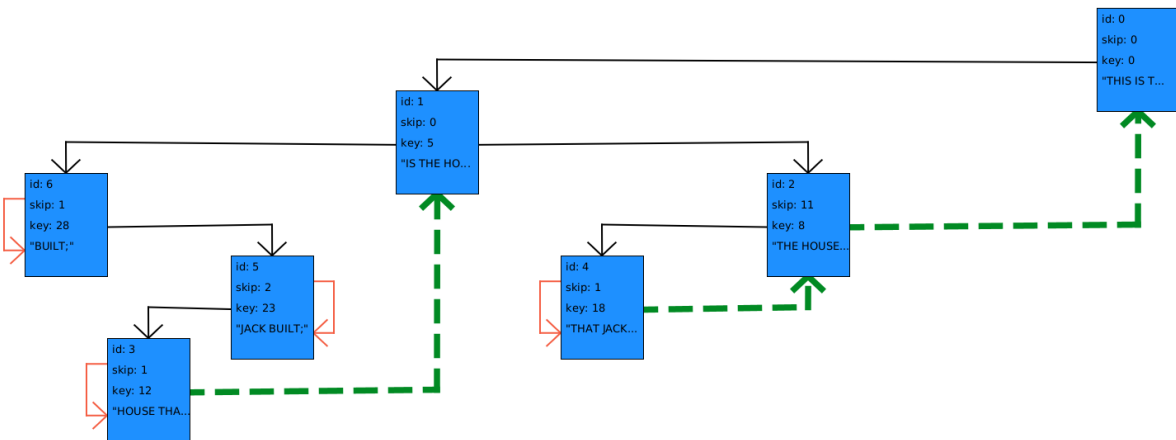 id: 0
skip: 0
key: 0
"THIS IS T...
id: 1
skip: 0
key: 5
"IS THE HO...
id: 6
skip: 1
key: 28
"BUILT;"
id: 2
skip: 11
key: 8
"THE HOUSE...
id: 5
skip: 2
key: 23
"JACK BUILT;"
id: 4
skip: 1
key: 18
"THAT JACK...
id: 3
skip: 1
key: 12
"HOUSE THA...